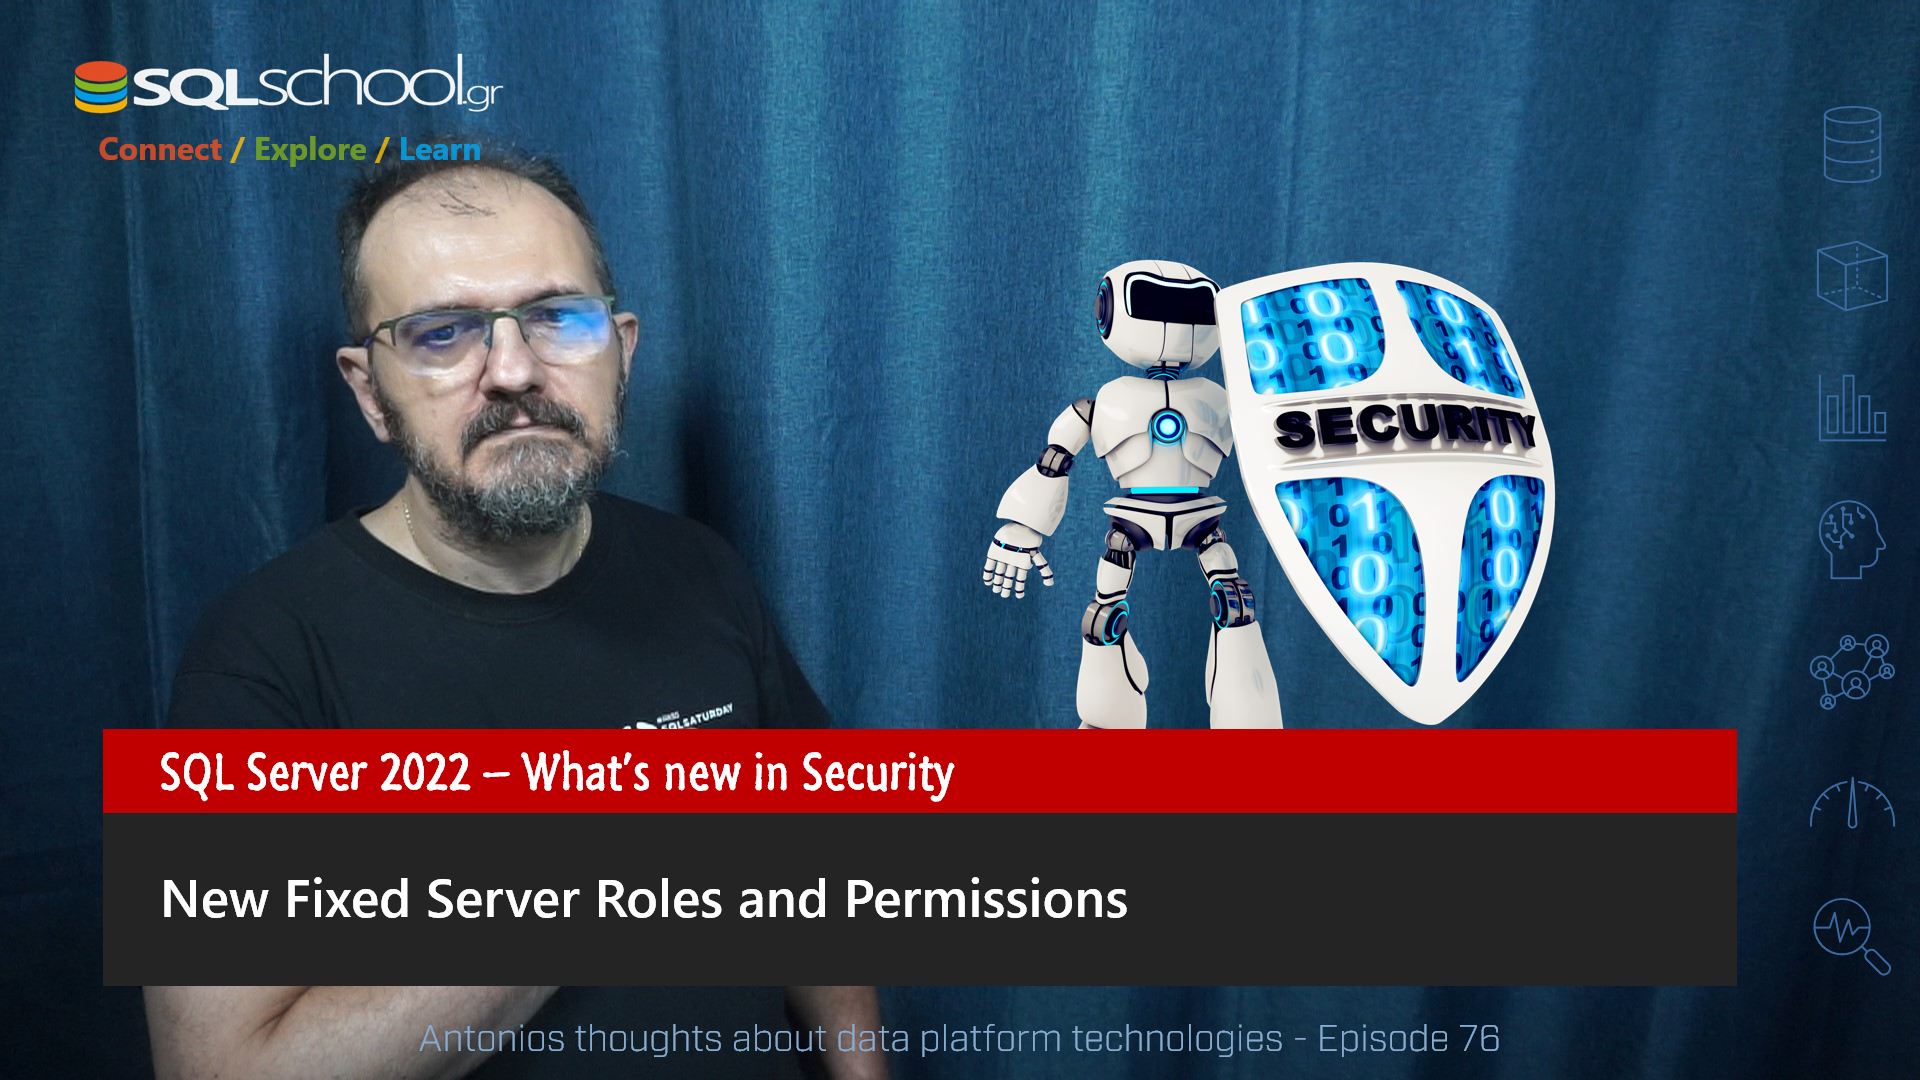 SQLschool.gr
Connect / Explore / Learn
SECURITY
SQLSATURDAY
SQL Server 2022 – What's new in Security
New Fixed Server Roles and Permissions
Antonios thoughts about data platform technologies - Episode 76